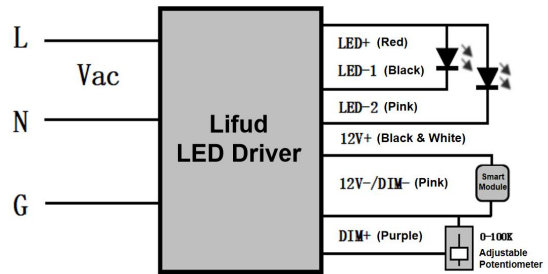 L
Vac
N
G
Lifud
LED Driver
LED+ (Red)
LED-1 (Black)
LED-2 (Pink)
12V+ (Black & White)
12V-/DIM- (Pink)
DIM+ (Purple)
Smart
Module
0-100K
Adjustable
Potentiometer